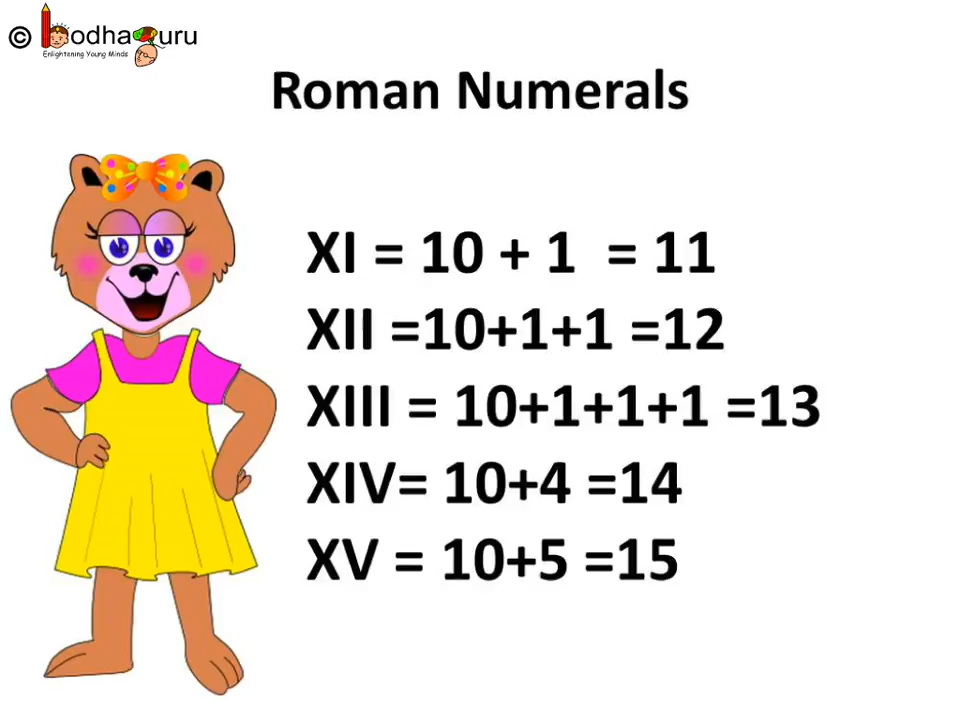 © BodhaGuru
Enlightening Young Minds
Roman Numerals
XI = 10 + 1 = 11
XII =10+1+1 =12
XIII = 10+1+1+1 =13
XIV= 10+4 =14
XV = 10+5 =15